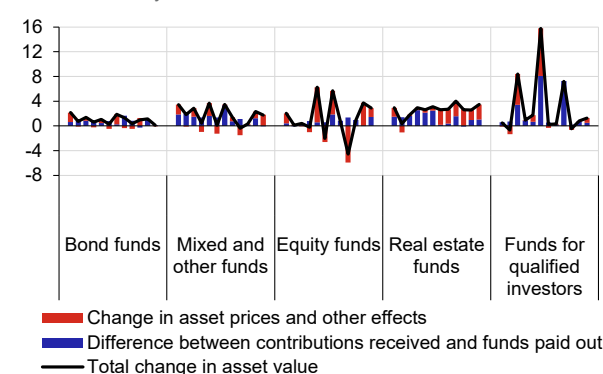 16
12
8
4
0
-4
-8
Bond funds
Mixed and other funds
Equity funds
Real estate funds
Funds for qualified investors
Change in asset prices and other effects
Difference between contributions received and funds paid out
Total change in asset value